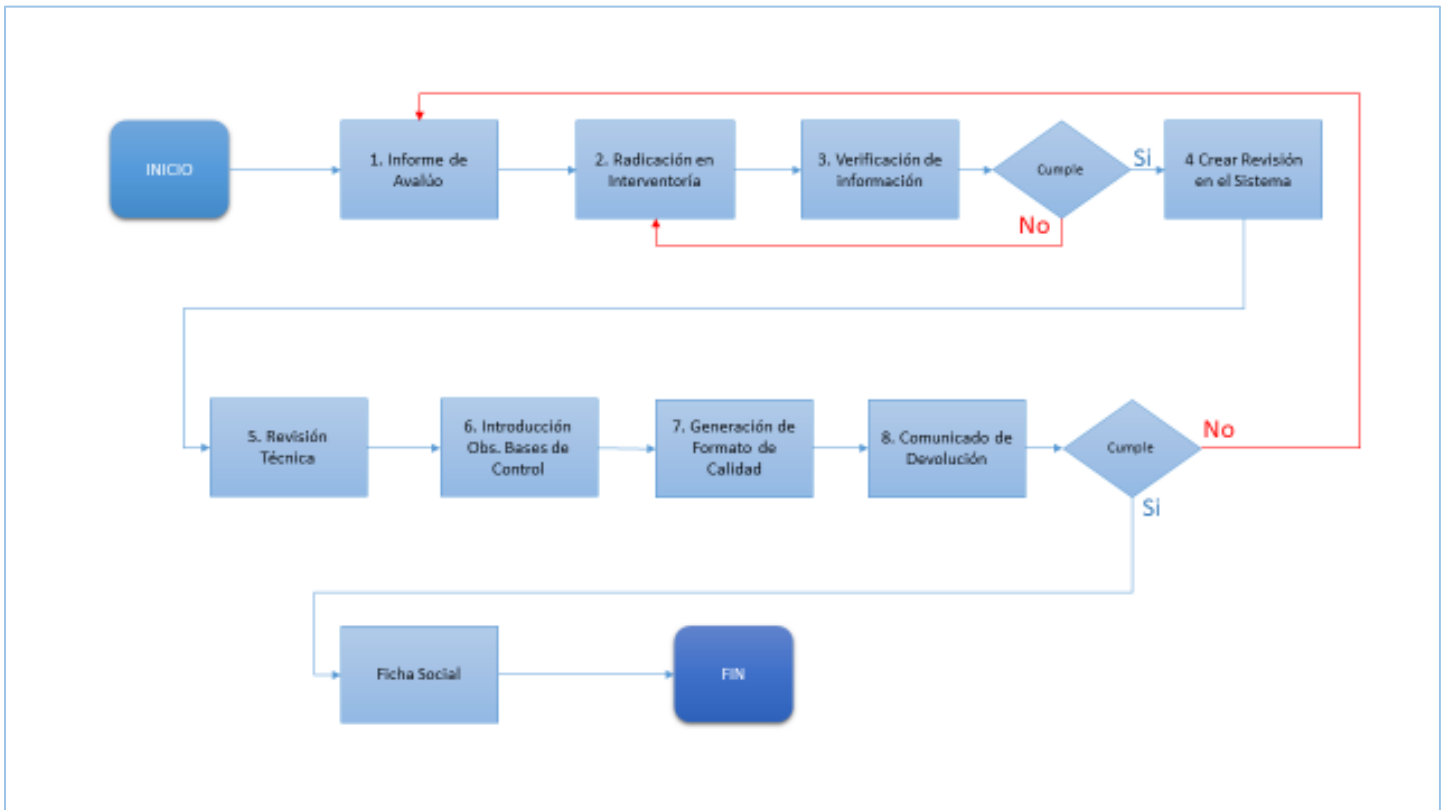 INICIO
1. Informe de
Avalúo
2. Radicación en
Interventoría
3. Verificación de
información
Cumple
Si
No
4 Crear Revisión
en el Sistema
5. Revisión
Técnica
6. Introducción
Obs. Bases de
Control
7. Generación de
Formato de
Calidad
8. Comunicado de
Devolución
Cumple
No
Si
Ficha Social
FIN